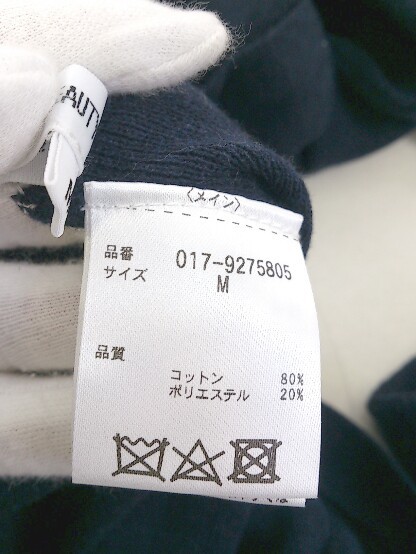 EAUTY
M
〈メイン〉
品番 017-9275805
サイズ M
品質
コットン 80%
ポリエステル 20%